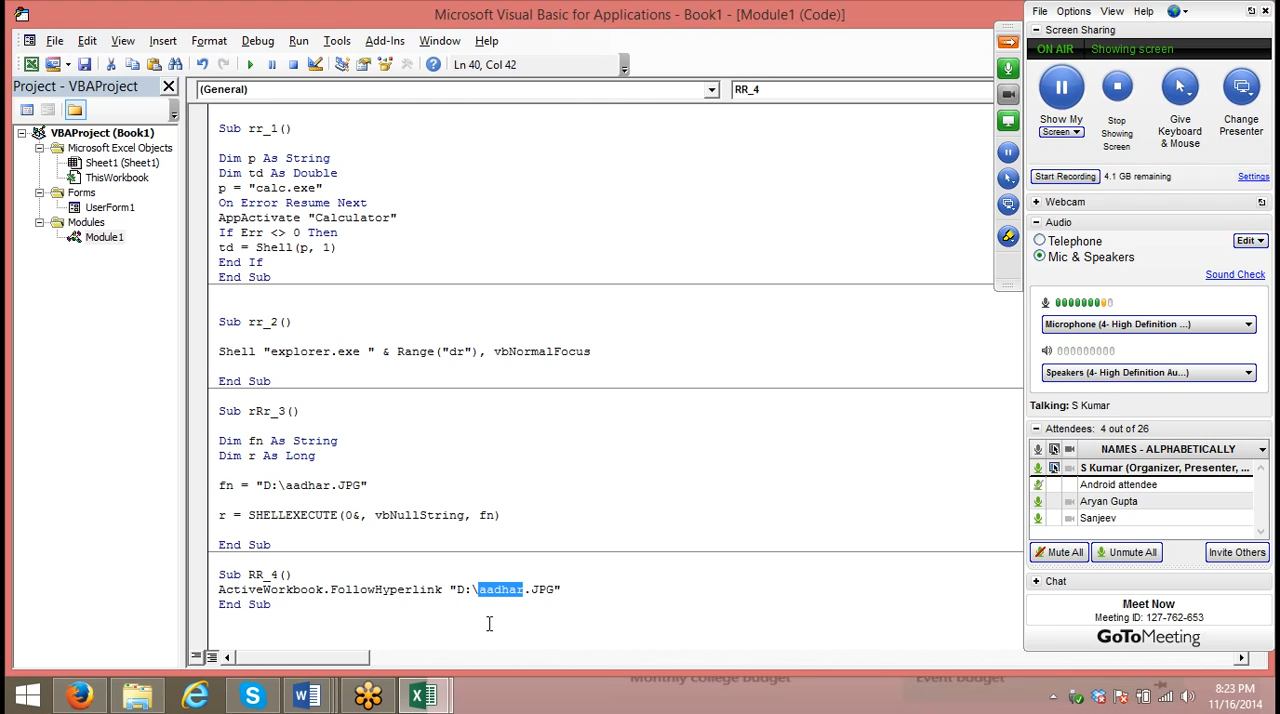 Microsoft Visual Basic for Applications - Book1 - [Module1 (Code)]
File Edit View Insert Format Debug Tools Add-Ins Window Help
Ln 40, Col 42
Project - VBAProject
(General)
RR_4
VBAProject (Book1)
Microsoft Excel Objects
Sheet1 (Sheet1)
ThisWorkbook
Forms
UserForm1
Modules
Module1
Sub rr_1()
Dim p As String
Dim td As Double
p = "calc.exe"
On Error Resume Next
AppActivate "Calculator"
If Err <> 0 Then
td = Shell(p, 1)
End If
End Sub
Sub rr_2()
Shell "explorer.exe " & Range("dr"), vbNormalFocus
End Sub
Sub rRr_3()
Dim fn As String
Dim r As Long
fn = "D:\aadhar.JPG"
r = SHELLEXECUTE(0&, vbNullString, fn)
End Sub
Sub RR_4()
ActiveWorkbook.FollowHyperlink "D:\aadhar.JPG"
End Sub
File Options View Help
Screen Sharing
ON AIR Showing screen
Show My
Screen
Stop
Showing
Screen
Give
Keyboard
& Mouse
Change
Presenter
Start Recording 4.1 GB remaining Settings
Webcam
Audio
Telephone
Edit
Mic & Speakers
Sound Check
Microphone (4- High Definition ...)
Speakers (4- High Definition Au...)
Talking: S Kumar
Attendees: 4 out of 26
NAMES - ALPHABETICALLY
S Kumar (Organizer, Presenter, ...
Android attendee
Aryan Gupta
Sanjeev
Mute All Unmute All Invite Others
Chat
Meet Now
Meeting ID: 127-762-653
GoToMeeting
Monthly college budget
Event budget
8:23 PM
11/16/2014